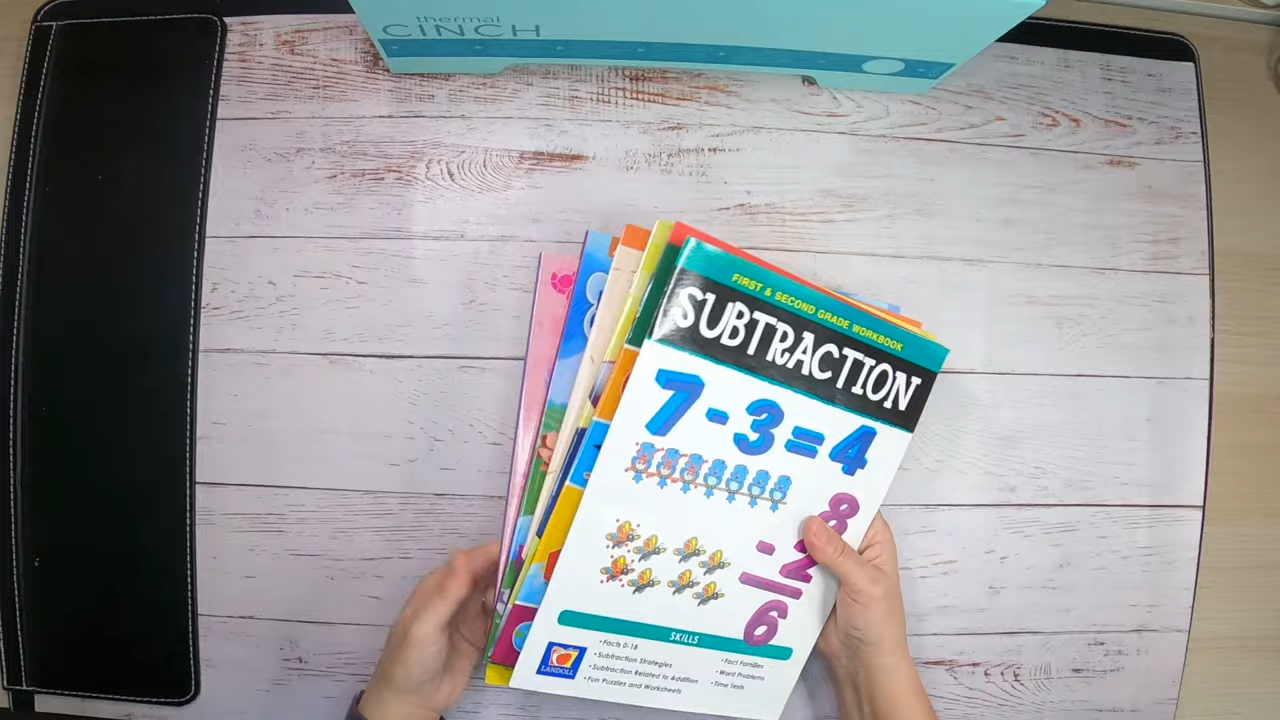 thermal
CINCH
FIRST & SECOND GRADE WORKBOOK
SUBTRACTION
7-3=4
8
- 2
6
SKILLS
• Facts 0-18
• Subtraction Strategies
• Subtraction Related to Addition
• Fun Puzzles and Worksheets
• Fact Families
• Word Problems
• Time Tests
LANDOLL